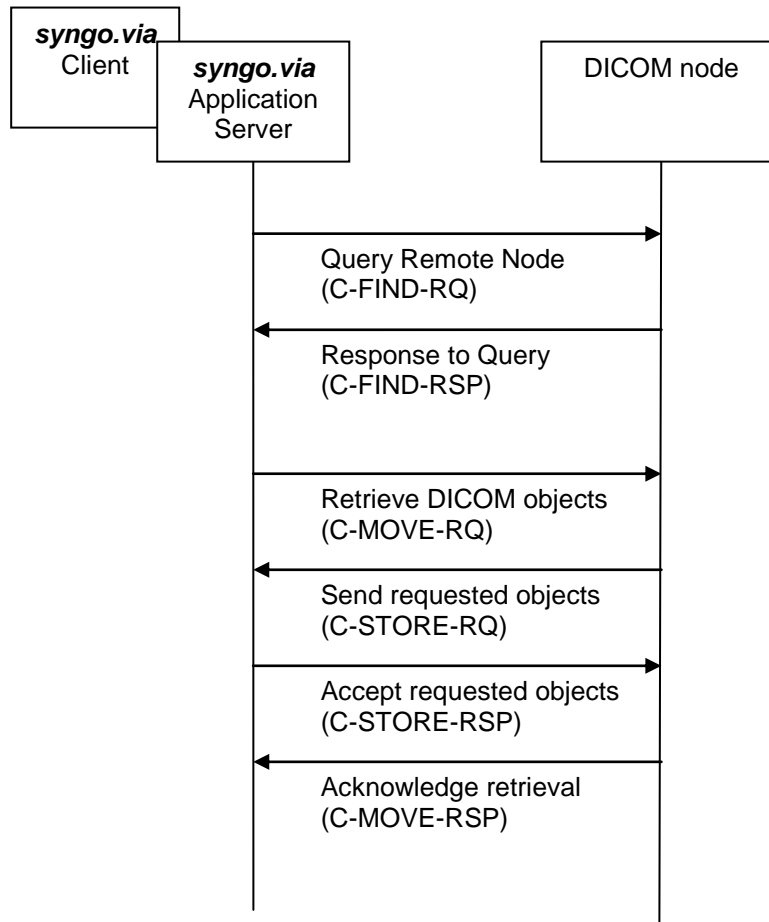 syngo.via
Client
syngo.via
Application
Server
DICOM node
Query Remote Node
(C-FIND-RQ)
Response to Query
(C-FIND-RSP)
Retrieve DICOM objects
(C-MOVE-RQ)
Send requested objects
(C-STORE-RQ)
Accept requested objects
(C-STORE-RSP)
Acknowledge retrieval
(C-MOVE-RSP)